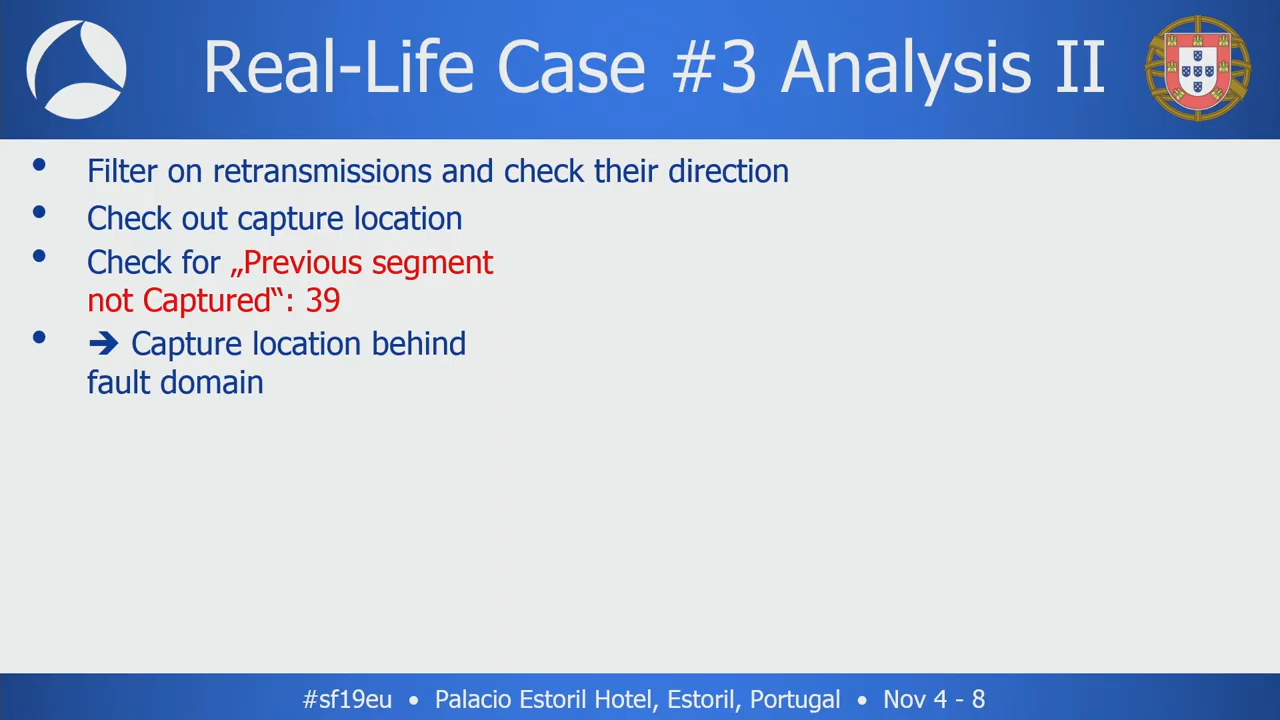 Real-Life Case #3 Analysis II
• Filter on retransmissions and check their direction
• Check out capture location
• Check for „Previous segment
not Captured“: 39
• ➔ Capture location behind
fault domain
#sf19eu • Palacio Estoril Hotel, Estoril, Portugal • Nov 4 - 8